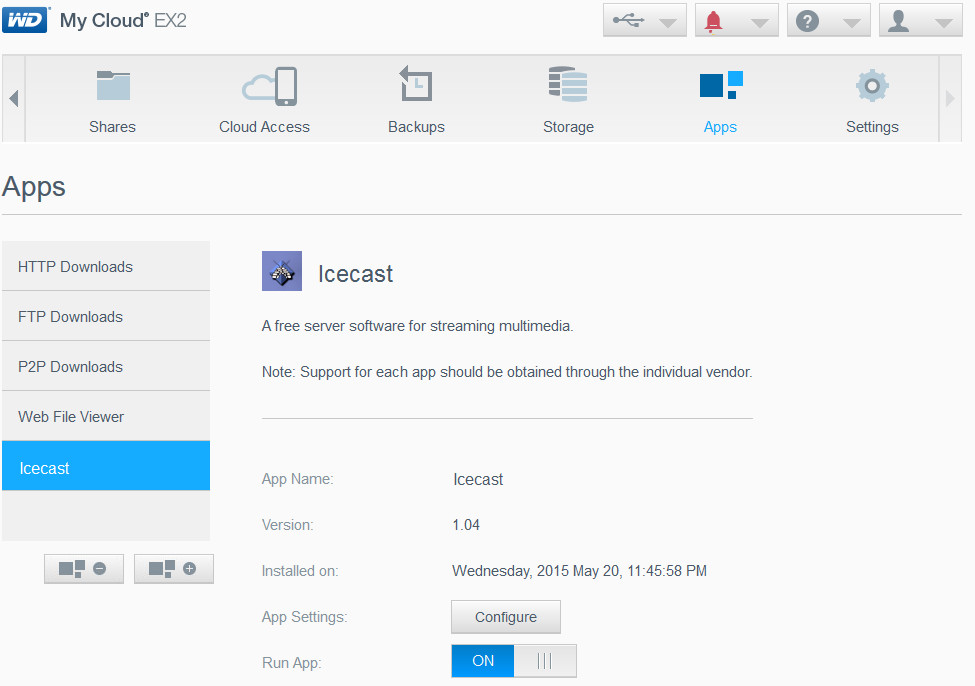 WD My Cloud® EX2
Shares
Cloud Access
Backups
Storage
Apps
Settings
Apps
HTTP Downloads
FTP Downloads
P2P Downloads
Web File Viewer
Icecast
Icecast
A free server software for streaming multimedia.
Note: Support for each app should be obtained through the individual vendor.
App Name: Icecast
Version: 1.04
Installed on: Wednesday, 2015 May 20, 11:45:58 PM
App Settings: Configure
Run App: ON